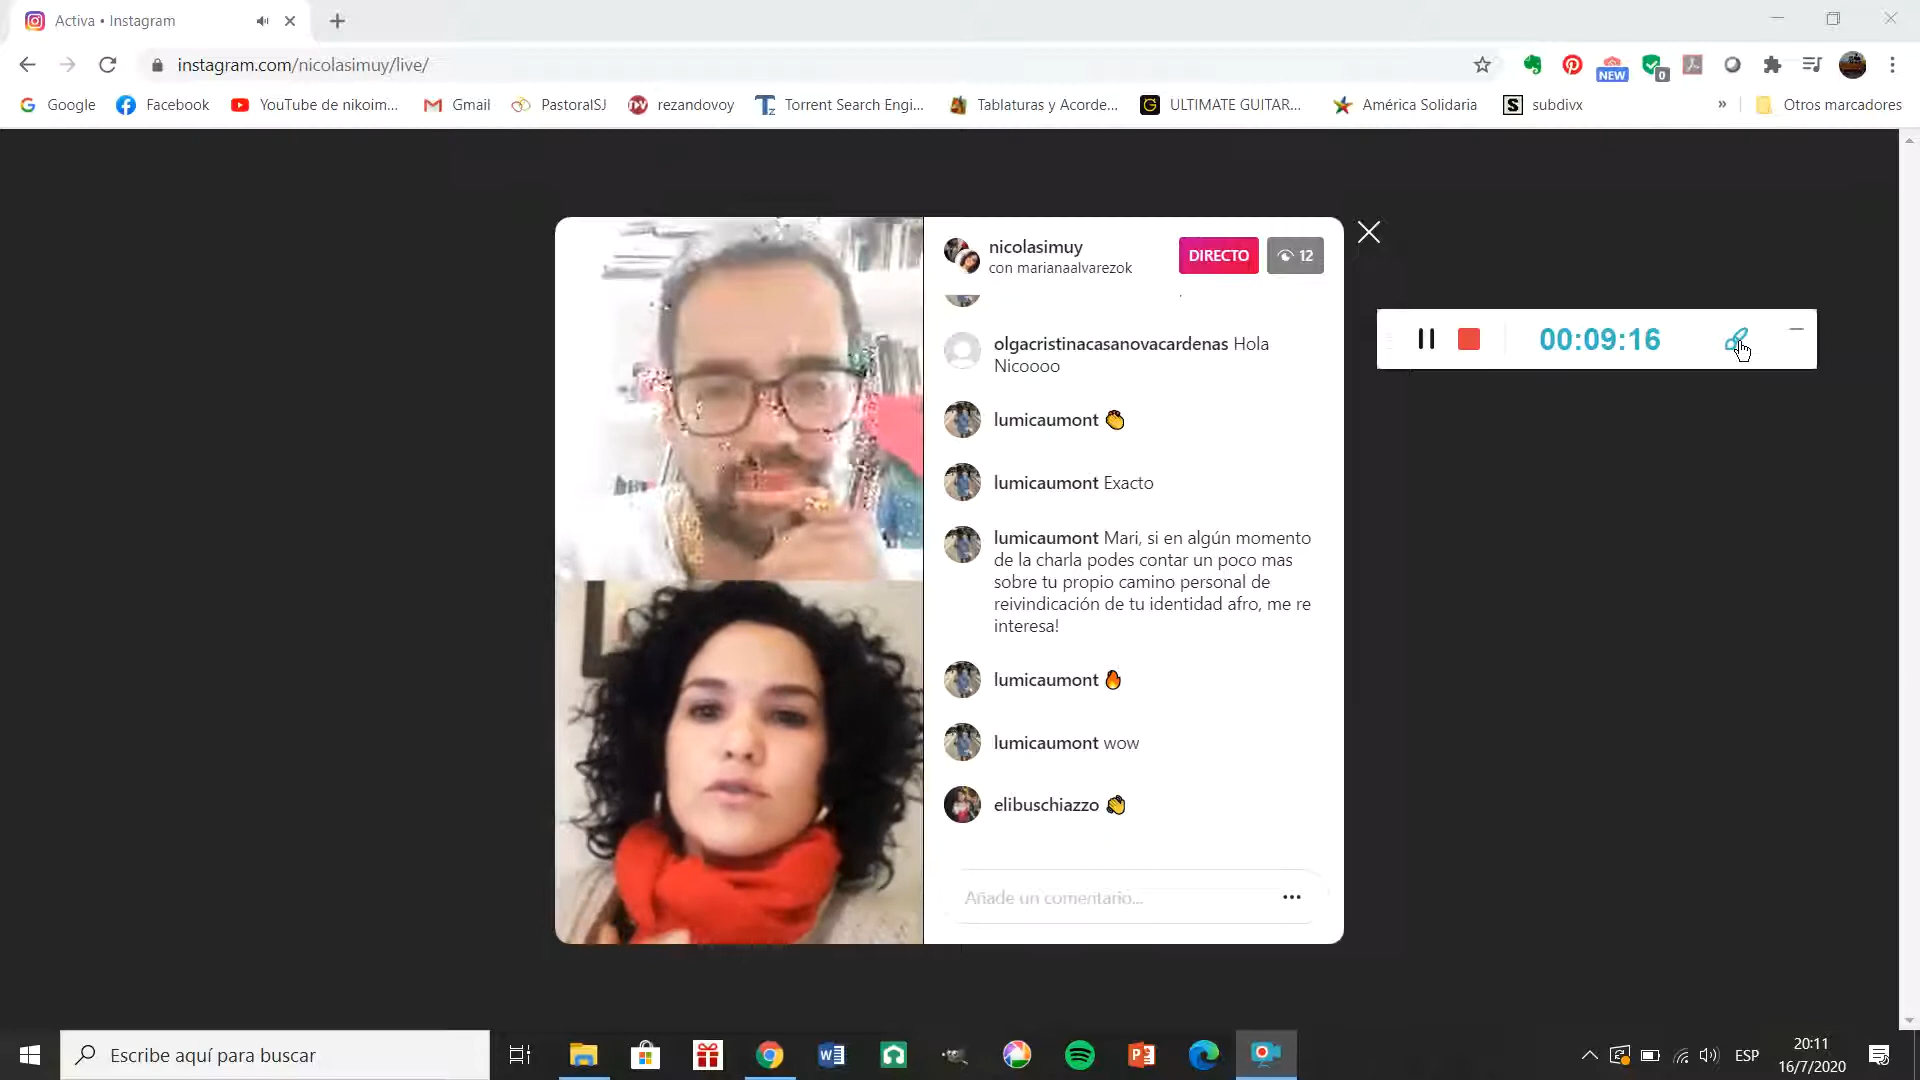 Activa • Instagram
instagram.com/nicolasimuy/live/
NEW
0
Google
Facebook
YouTube de nikoim...
Gmail
PastoralSJ
rezandovoy
Torrent Search Engi...
Tablaturas y Acorde...
ULTIMATE GUITAR...
América Solidaria
subdivx
»
Otros marcadores
nicolasimuy
con marianaalvarezok
DIRECTO
12
olgacristinacasanovacardenas Hola
Nicoooo
lumicaumont 👏
lumicaumont Exacto
lumicaumont Mari, si en algún momento
de la charla podes contar un poco mas
sobre tu propio camino personal de
reivindicación de tu identidad afro, me re
interesa!
lumicaumont 🔥
lumicaumont wow
elibuschiazzo 👏
Añade un comentario...
00:09:16
Escribe aquí para buscar
ESP
20:11
16/7/2020